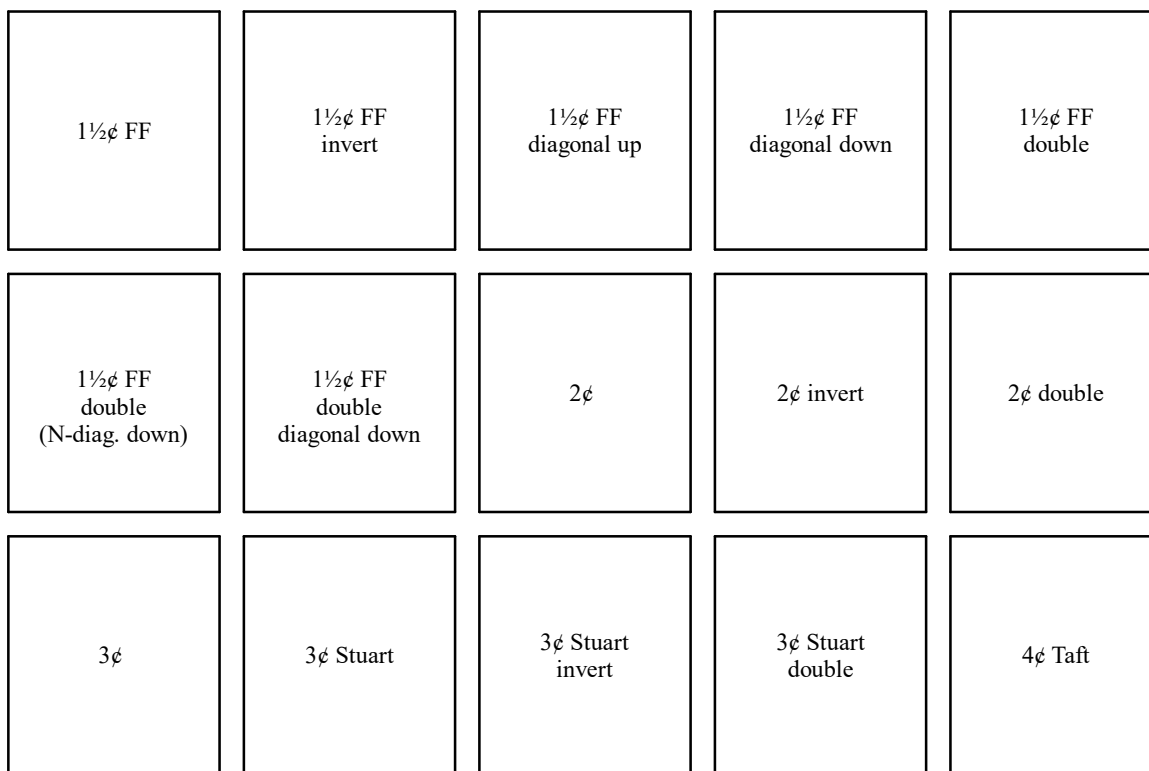 1½¢ FF
1½¢ FF
invert
1½¢ FF
diagonal up
1½¢ FF
diagonal down
1½¢ FF
double
1½¢ FF
double
(N-diag. down)
1½¢ FF
double
diagonal down
2¢
2¢ invert
2¢ double
3¢
3¢ Stuart
3¢ Stuart
invert
3¢ Stuart
double
4¢ Taft